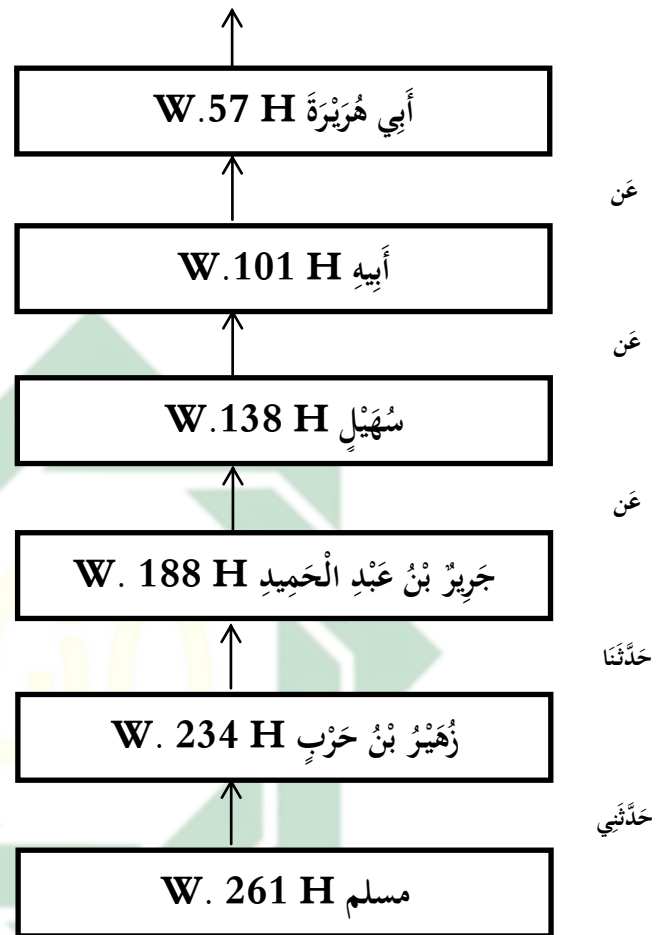 أَبِي هُرَيْرَةَ W.57 H
عَن
أَبِيهِ W.101 H
عَن
سُهَيْلٍ W.138 H
عَن
جَرِيرٌ بْنُ عَبْدِ الْحَمِيدِ W. 188 H
حَدَّثَنَا
زُهَيْرُ بْنُ حَرْبٍ W. 234 H
حَدَّثَنِي
مسلم W. 261 H